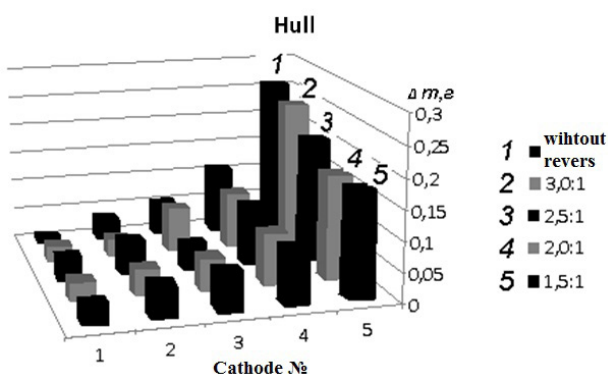 Hull
1
2
3
4
5
Δ m,г
0,3
0,25
0,2
0,15
0,1
0,05
0
1 2 3 4 5
Cathode №
1 wihtout
revers
2 3,0:1
3 2,5:1
4 2,0:1
5 1,5:1